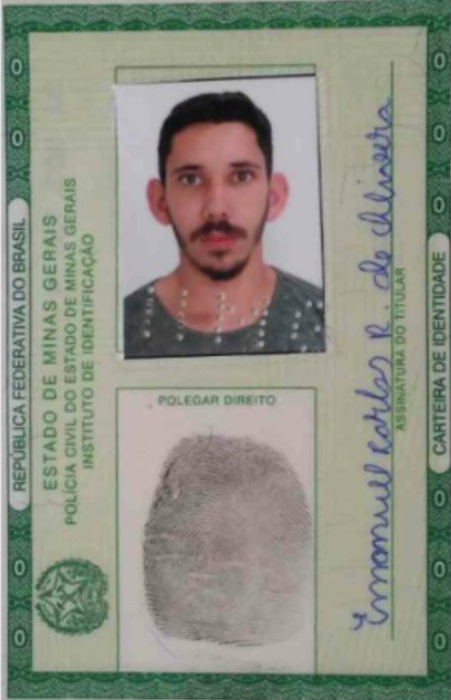 REPÚBLICA FEDERATIVA DO BRASIL
ESTADO DE MINAS GERAIS
POLÍCIA CIVIL DO ESTADO DE MINAS GERAIS
INSTITUTO DE IDENTIFICAÇÃO
POLEGAR DIREITO
Emanuell Carlos R. de Oliveira
ASSINATURA DO TITULAR
CARTEIRA DE IDENTIDADE